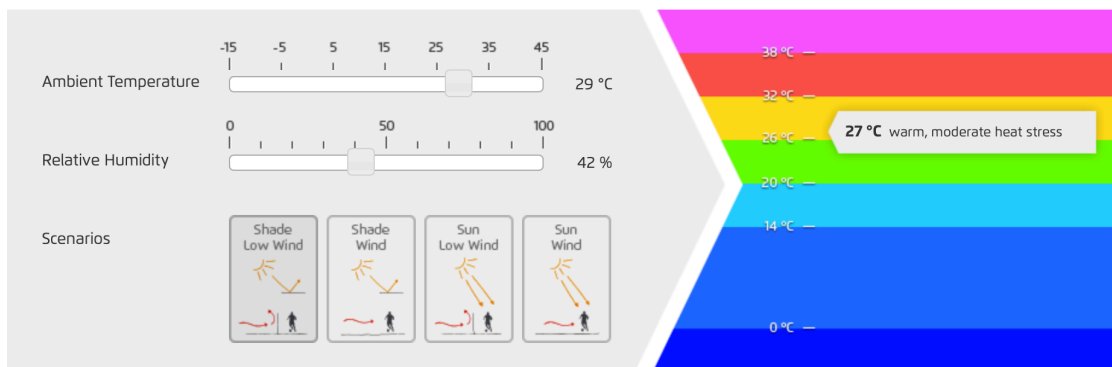 -15 -5 5 15 25 35 45
Ambient Temperature 29 °C
0 50 100
Relative Humidity 42 %
Scenarios
Shade
Low Wind
Shade
Wind
Sun
Low Wind
Sun
Wind
38 °C
32 °C
27 °C warm, moderate heat stress
26 °C
20 °C
14 °C
0 °C